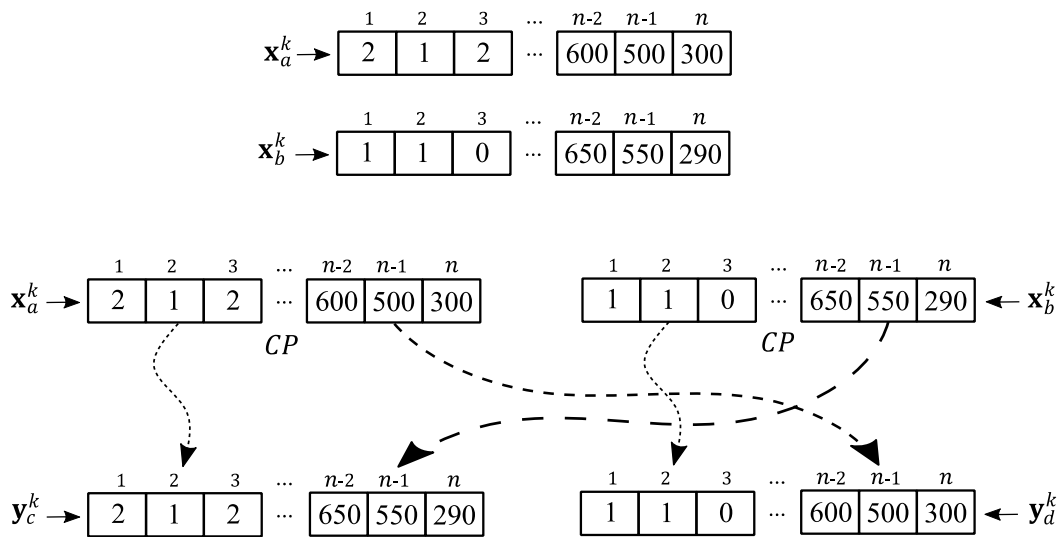 1 2 3 ... n-2 n-1 n
x_a^k 2 1 2 ... 600 500 300
1 2 3 ... n-2 n-1 n
x_b^k 1 1 0 ... 650 550 290
1 2 3 ... n-2 n-1 n 1 2 3 ... n-2 n-1 n
x_a^k 2 1 2 ... 600 500 300 1 1 0 ... 650 550 290 x_b^k
CP CP
1 2 3 ... n-2 n-1 n 1 2 3 ... n-2 n-1 n
y_c^k 2 1 2 ... 650 550 290 1 1 0 ... 600 500 300 y_d^k